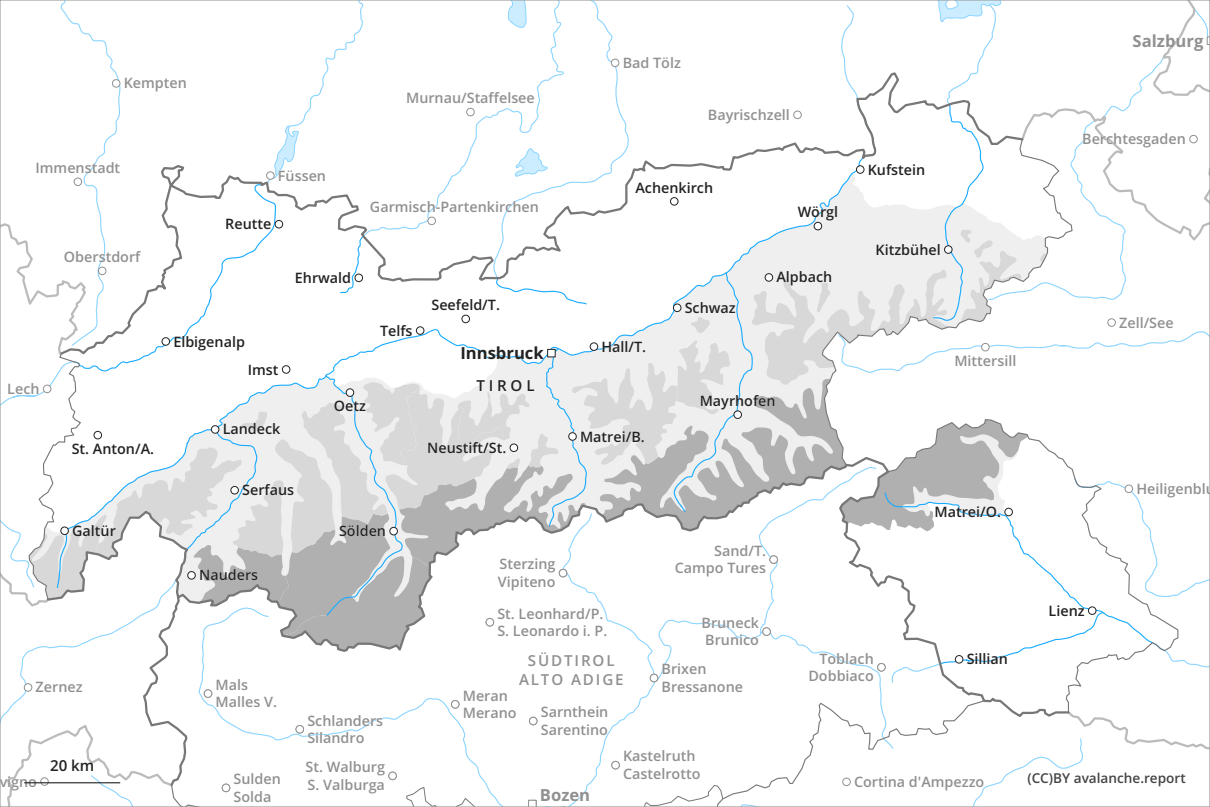 Salzburg
Bad Tölz
Kempten
Murnau/Staffelsee
Bayrischzell
Berchtesgaden
Immenstadt
Füssen
Kufstein
Achenkirch
Garmisch-Partenkirchen
Wörgl
Reutte
Kitzbühel
Oberstdorf
Ehrwald
Alpbach
Seefeld/T.
Schwaz
Zell/See
Telfs
Elbigenalp
Innsbruck
Hall/T.
Mittersill
Imst
TIROL
Lech
Oetz
Mayrhofen
Landeck
Matrei/B.
St. Anton/A.
Neustift/St.
Serfaus
Heiligenblu
Matrei/O.
Galtür
Sölden
Sand/T.
Campo Tures
Sterzing
Vipiteno
Nauders
Lienz
St. Leonhard/P.
S. Leonardo i. P.
Bruneck
Brunico
SÜDTIROL
ALTO ADIGE
Sillian
Toblach
Dobbiaco
Brixen
Bressanone
Zernez
Mals
Malles V.
Meran
Merano
Sarnthein
Sarentino
Schlanders
Silandro
Kastelruth
Castelrotto
20 km
St. Walburg
S. Valburga
vigno
Sulden
Solda
Cortina d'Ampezzo
(CC)BY avalanche.report
Bozen